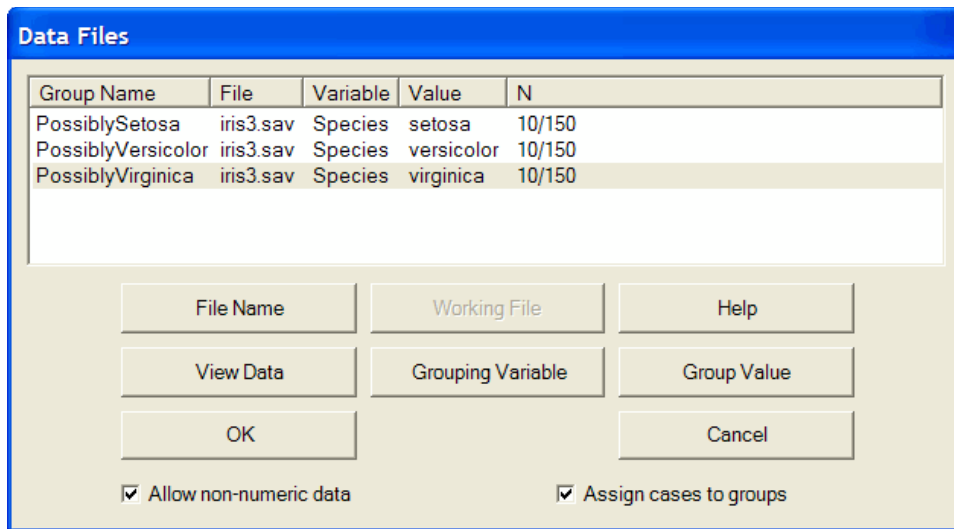 Data Files
Group Name File Variable Value N
PossiblySetosa iris3.sav Species setosa 10/150
PossiblyVersicolor iris3.sav Species versicolor 10/150
PossiblyVirginica iris3.sav Species virginica 10/150
File Name Working File Help
View Data Grouping Variable Group Value
OK Cancel
Allow non-numeric data Assign cases to groups